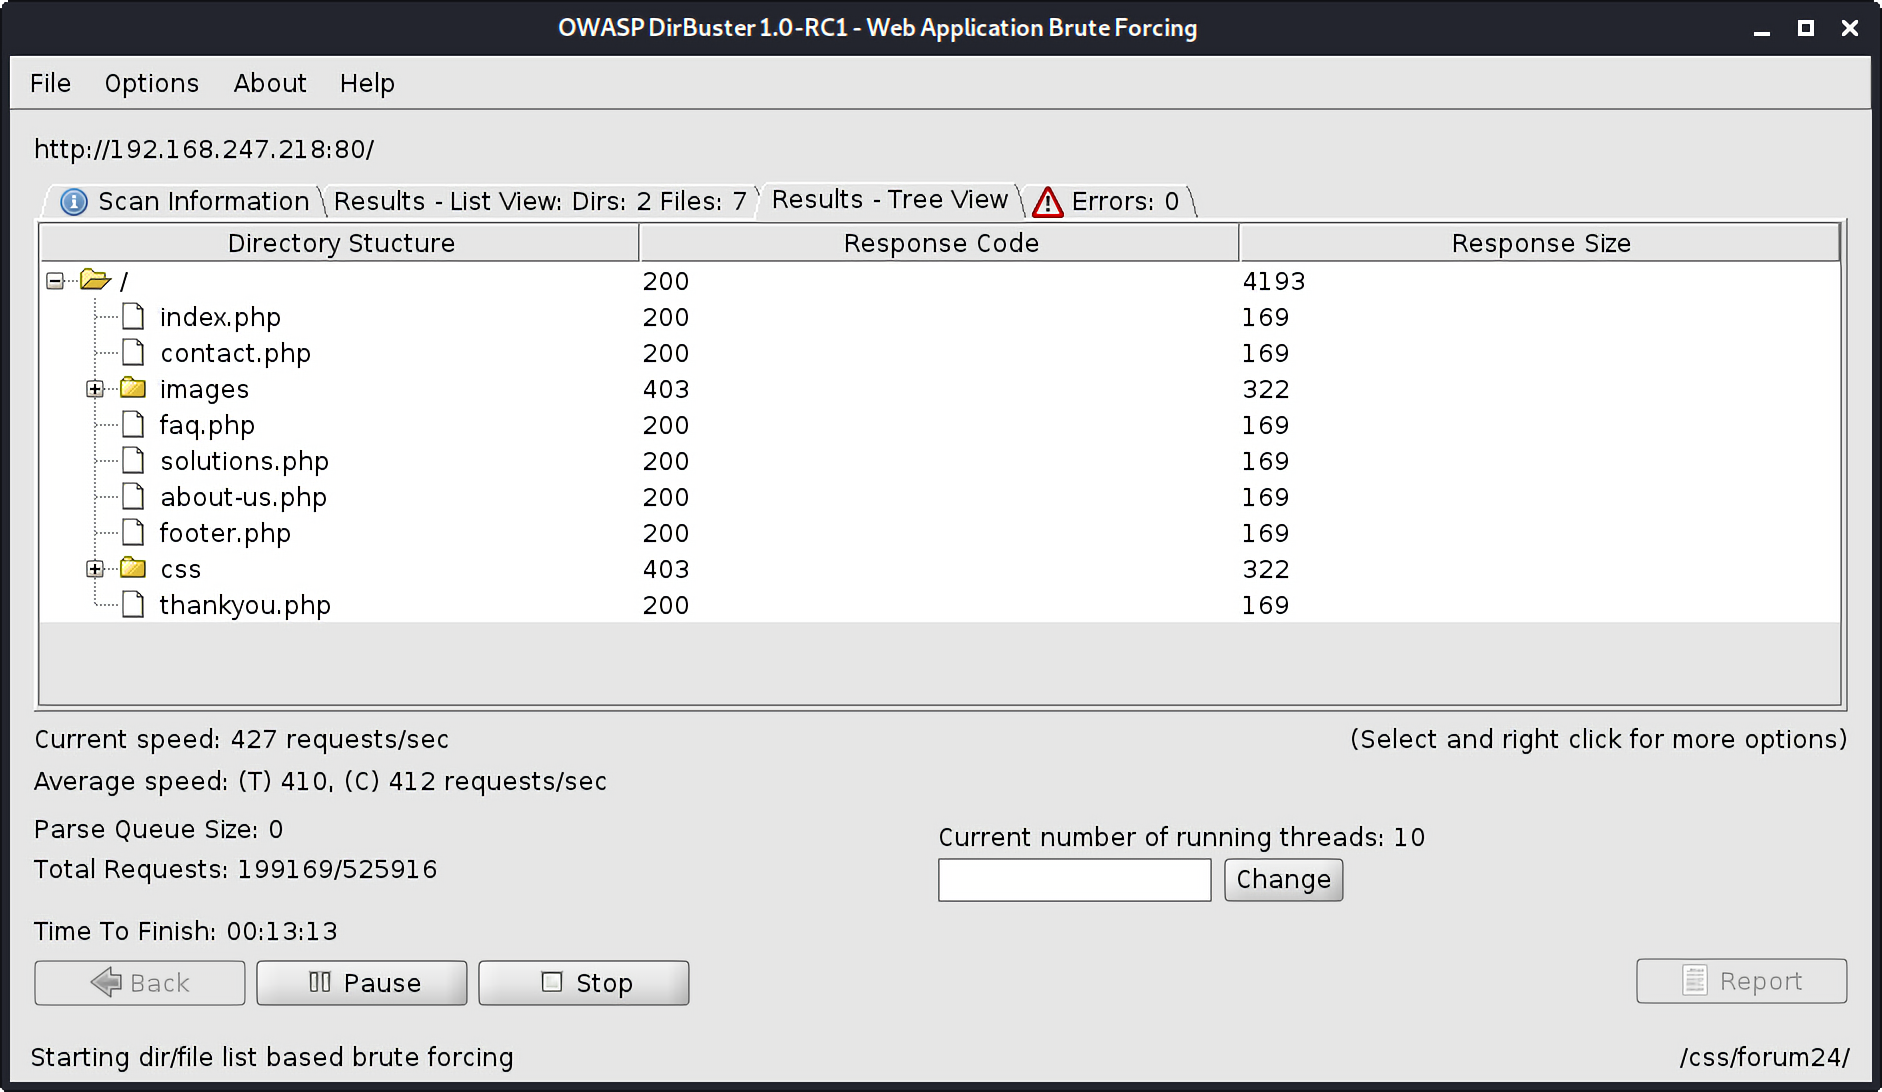 OWASP DirBuster 1.0-RC1 - Web Application Brute Forcing
File Options About Help
http://192.168.247.218:80/
Scan Information Results - List View: Dirs: 2 Files: 7 Results - Tree View Errors: 0
Directory Stucture Response Code Response Size
/ 200 4193
index.php 200 169
contact.php 200 169
images 403 322
faq.php 200 169
solutions.php 200 169
about-us.php 200 169
footer.php 200 169
css 403 322
thankyou.php 200 169
Current speed: 427 requests/sec (Select and right click for more options)
Average speed: (T) 410, (C) 412 requests/sec
Parse Queue Size: 0
Current number of running threads: 10
Total Requests: 199169/525916
Change
Time To Finish: 00:13:13
Back Pause Stop Report
Starting dir/file list based brute forcing /css/forum24/